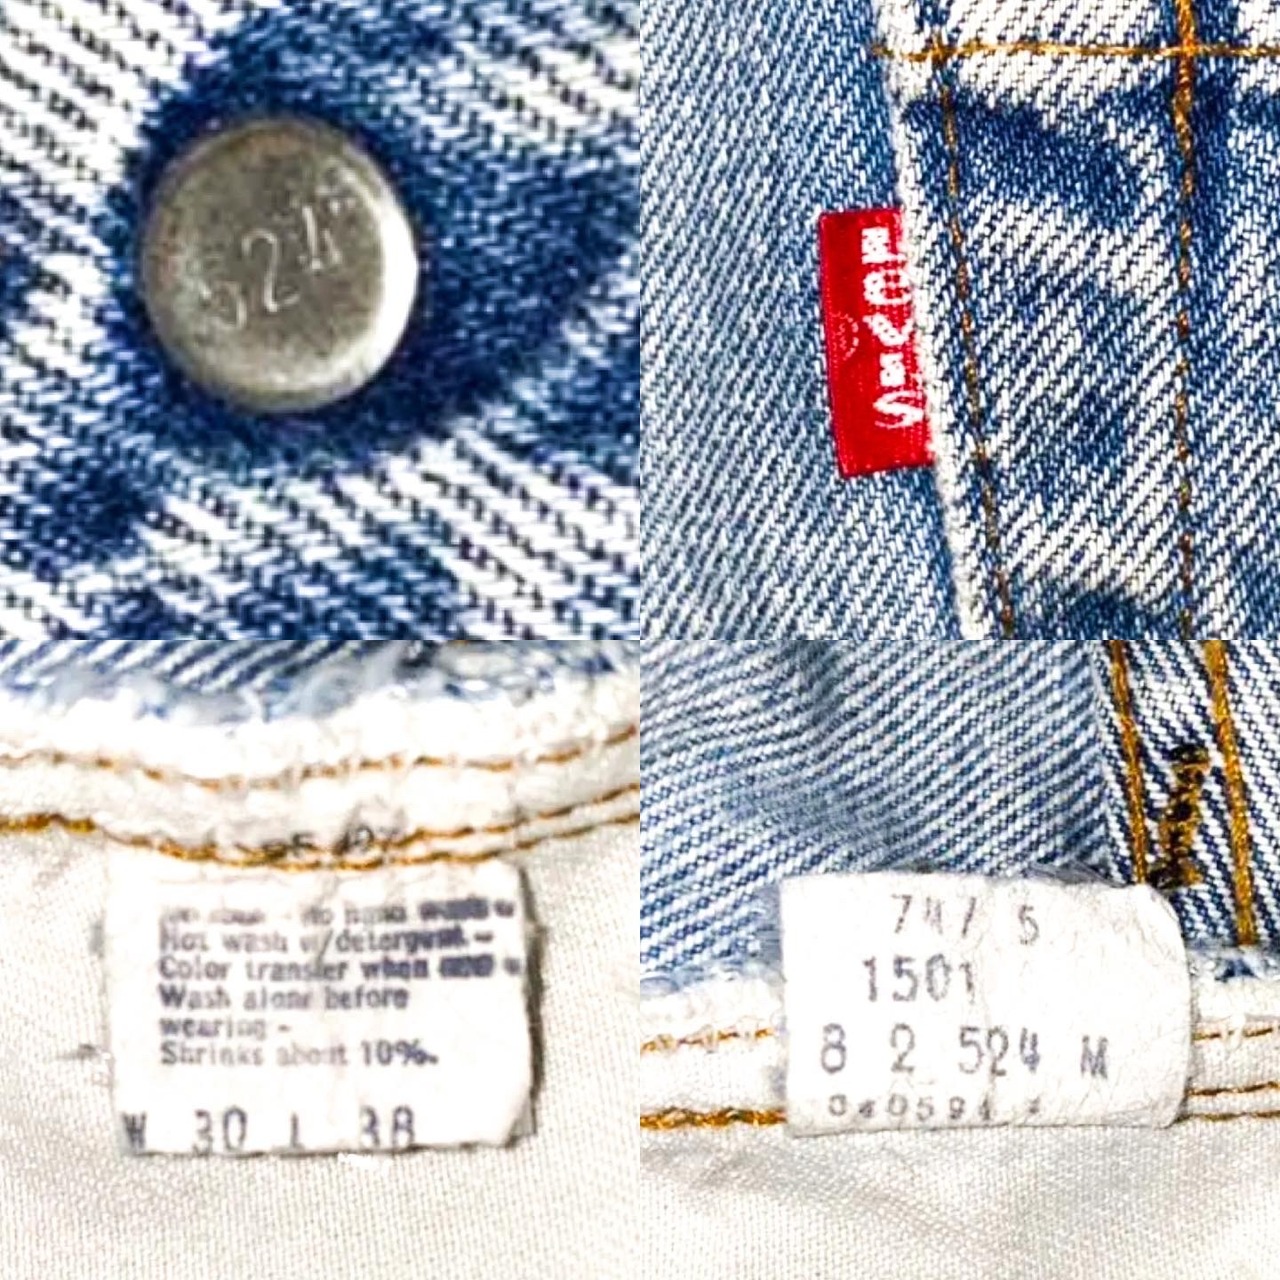 524
Levi's
Hot wash w/detergent. -
Color transfer when
Wash alone before
wearing -
Shrinks about 10%.
W 30 L 38
5
1501
8 2 524 M